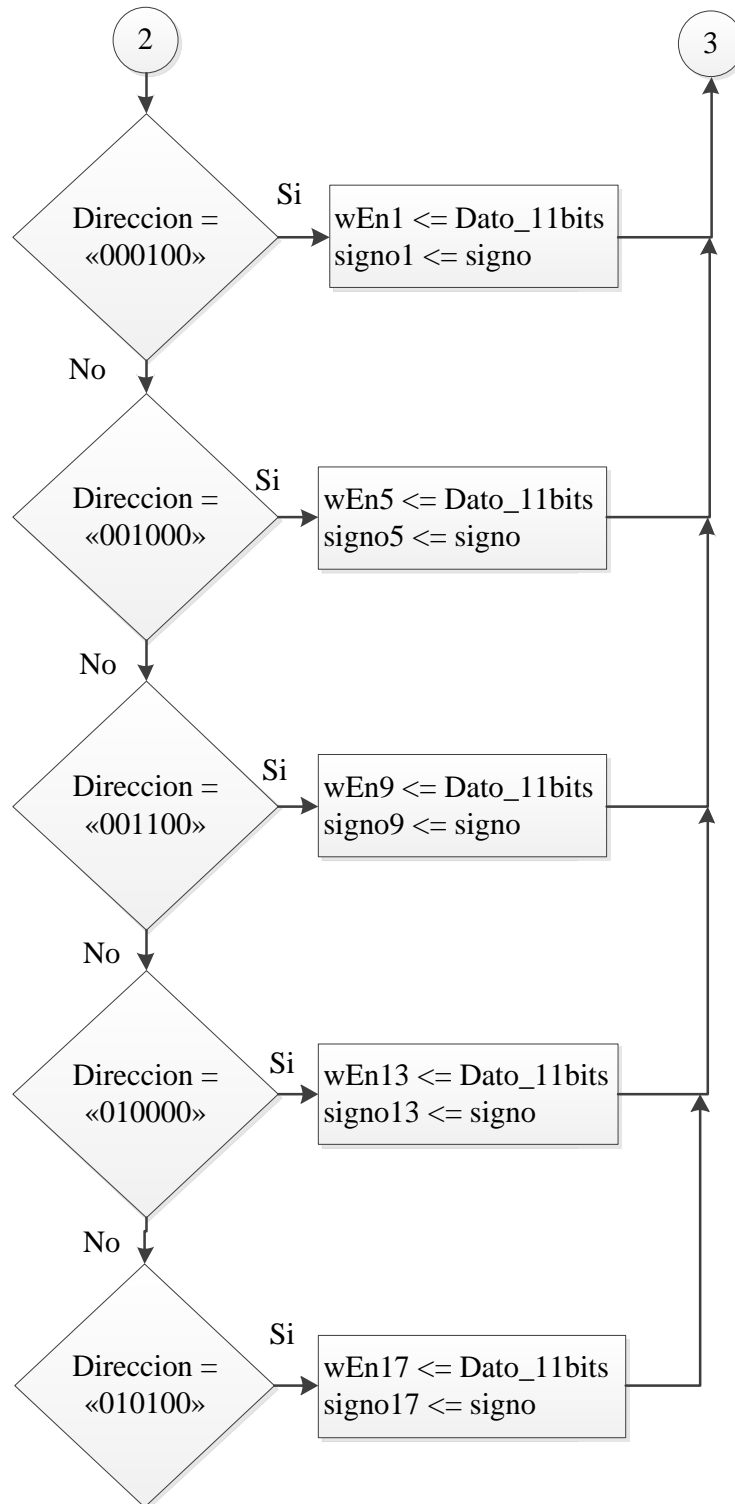 2
3
Direccion =
«000100»
Si
wEn1 <= Dato_11bits
signo1 <= signo
No
Direccion =
«001000»
Si
wEn5 <= Dato_11bits
signo5 <= signo
No
Direccion =
«001100»
Si
wEn9 <= Dato_11bits
signo9 <= signo
No
Direccion =
«010000»
Si
wEn13 <= Dato_11bits
signo13 <= signo
No
Direccion =
«010100»
Si
wEn17 <= Dato_11bits
signo17 <= signo